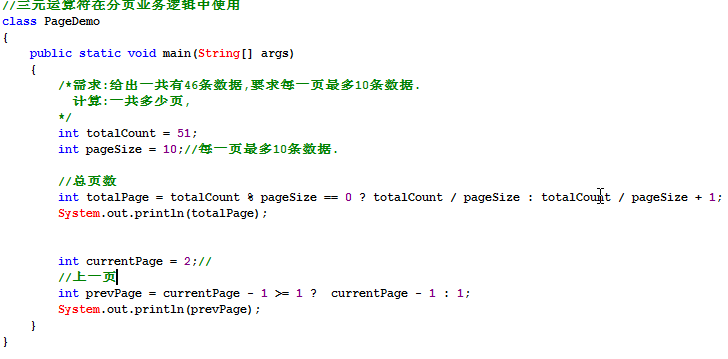 //三元运算符在分页业务逻辑中使用
class PageDemo
{
public static void main(String[] args)
{
/*需求:给出一共有46条数据,要求每一页最多10条数据.
计算:一共多少页,
*/
int totalCount = 51;
int pageSize = 10;//每一页最多10条数据.
//总页数
int totalPage = totalCount % pageSize == 0 ? totalCount / pageSize : totalCount / pageSize + 1;
System.out.println(totalPage);
int currentPage = 2;//
//上一页
int prevPage = currentPage - 1 >= 1 ?  currentPage - 1 : 1;
System.out.println(prevPage);
}
}